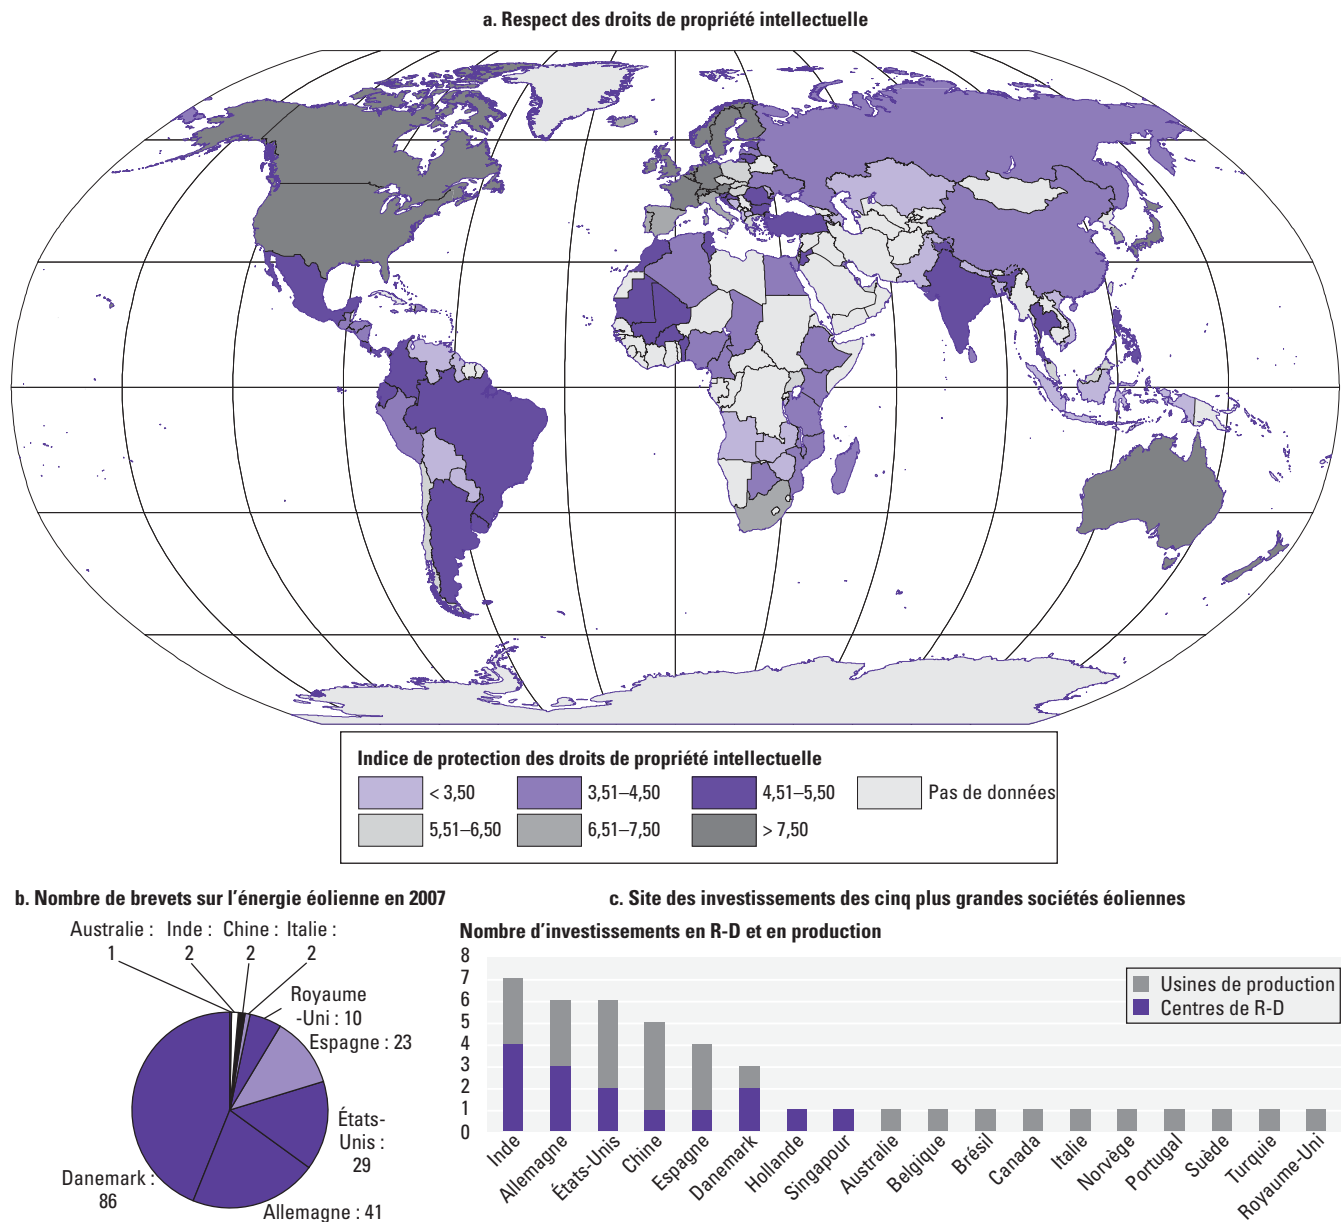 a. Respect des droits de propriété intellectuelle
Indice de protection des droits de propriété intellectuelle
< 3,50
3,51–4,50
4,51–5,50
Pas de données
5,51–6,50
6,51–7,50
> 7,50
b. Nombre de brevets sur l'énergie éolienne en 2007
Australie :
1
Inde :
2
Chine :
2
Italie :
2
Royaume
-Uni : 10
Espagne : 23
États-
Unis :
29
Allemagne : 41
Danemark :
86
c. Site des investissements des cinq plus grandes sociétés éoliennes
Nombre d'investissements en R-D et en production
8
7
6
5
4
3
2
1
0
Usines de production
Centres de R-D
Inde
Allemagne
États-Unis
Chine
Espagne
Danemark
Hollande
Singapour
Australie
Belgique
Brésil
Canada
Italie
Norvège
Portugal
Suède
Turquie
Royaume-Uni